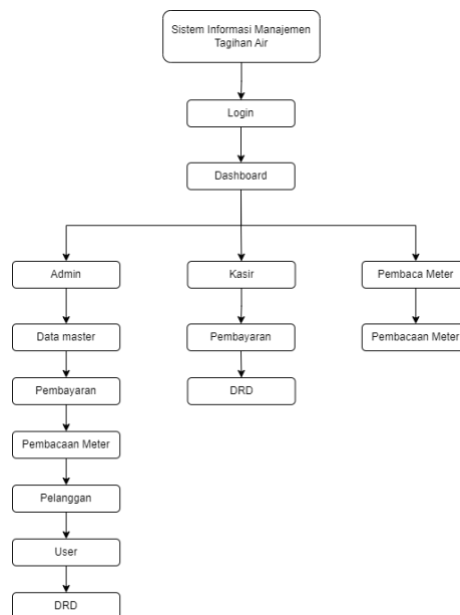 Sistem Informasi Manajemen
Tagihan Air
Login
Dashboard
Admin
Kasir
Pembaca Meter
Data master
Pembayaran
Pembacaan Meter
Pembayaran
DRD
Pembacaan Meter
Pelanggan
User
DRD